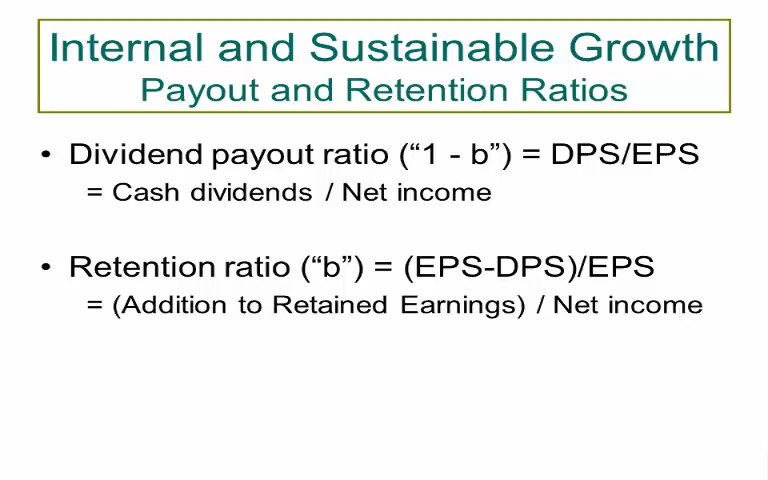 Internal and Sustainable Growth
Payout and Retention Ratios
• Dividend payout ratio (“1 - b”) = DPS/EPS
= Cash dividends / Net income
• Retention ratio (“b”) = (EPS-DPS)/EPS
= (Addition to Retained Earnings) / Net income